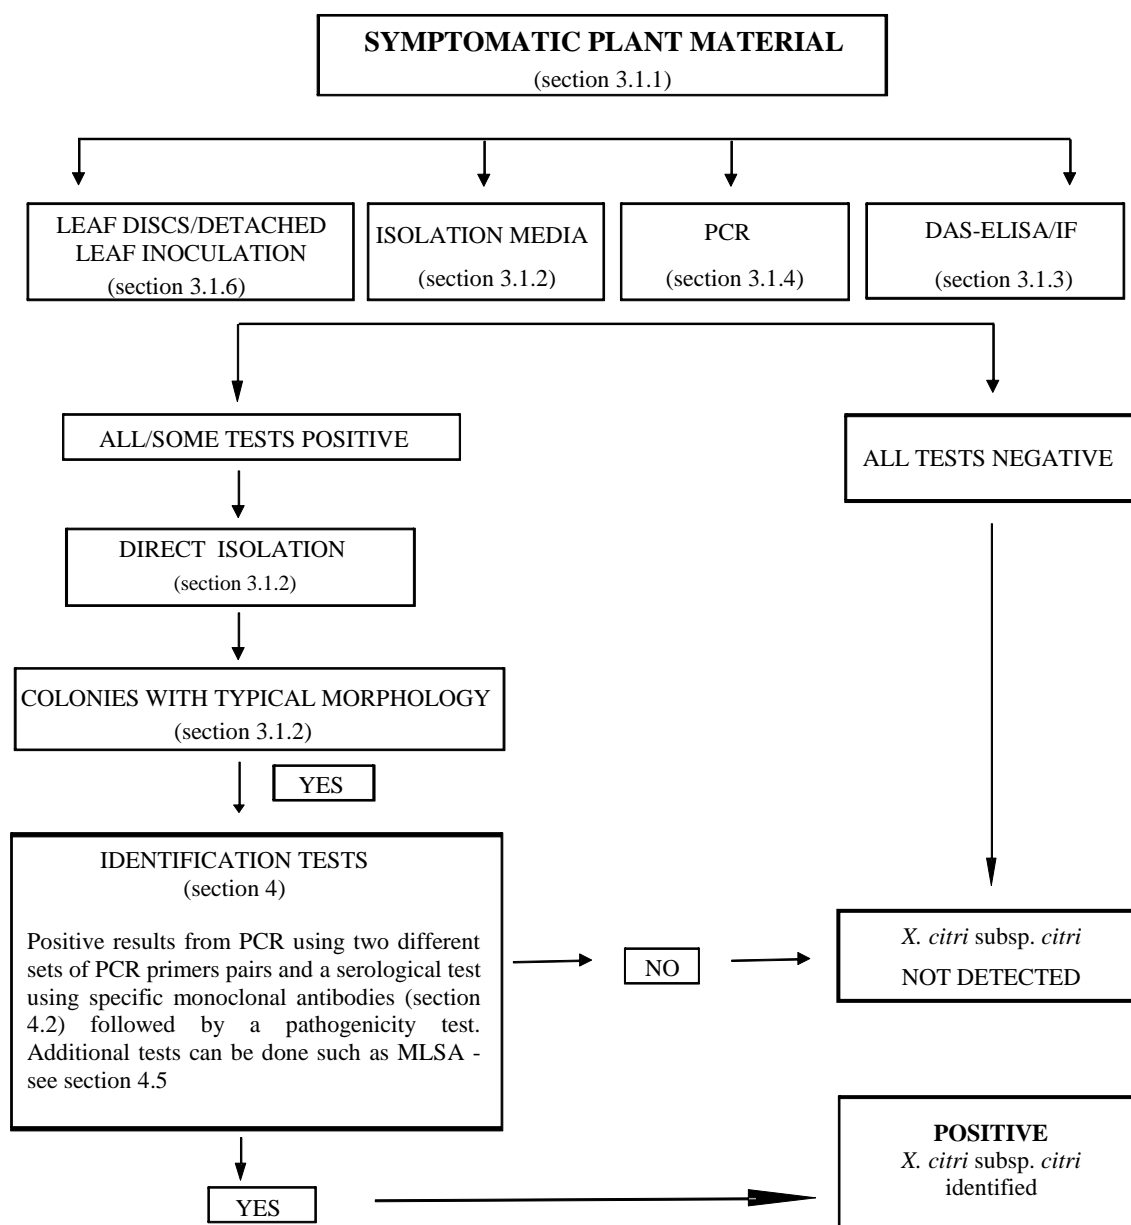 SYMPTOMATIC PLANT MATERIAL
(section 3.1.1)
LEAF DISCS/DETACHED
LEAF INOCULATION
(section 3.1.6)
ISOLATION MEDIA
(section 3.1.2)
PCR
(section 3.1.4)
DAS-ELISA/IF
(section 3.1.3)
ALL/SOME TESTS POSITIVE
ALL TESTS NEGATIVE
DIRECT ISOLATION
(section 3.1.2)
COLONIES WITH TYPICAL MORPHOLOGY
(section 3.1.2)
YES
IDENTIFICATION TESTS
(section 4)
Positive results from PCR using two different
sets of PCR primers pairs and a serological test
using specific monoclonal antibodies (section
4.2) followed by a pathogenicity test.
Additional tests can be done such as MLSA -
see section 4.5
NO
X. citri subsp. citri
NOT DETECTED
YES
POSITIVE
X. citri subsp. citri
identified